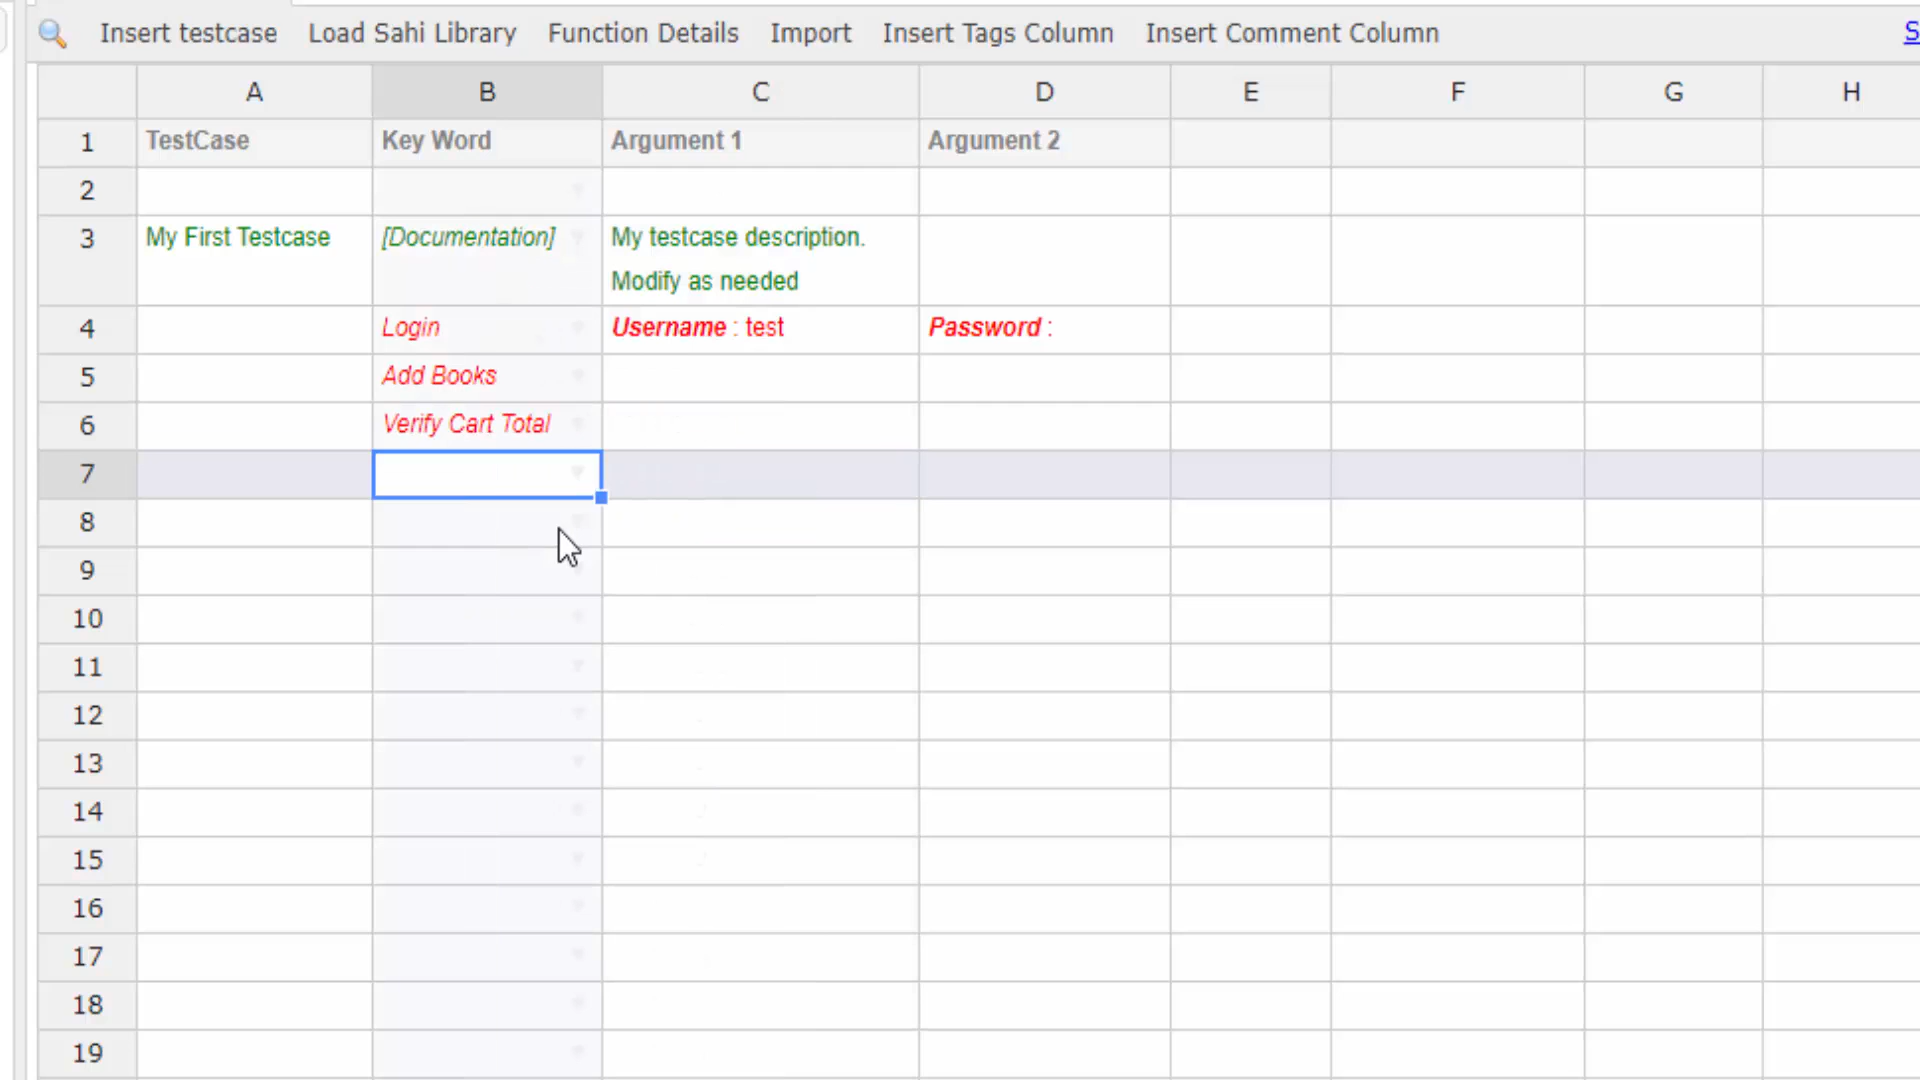 Insert testcase Load Sahi Library Function Details Import Insert Tags Column Insert Comment Column S
A B C D E F G H
1 TestCase Key Word Argument 1 Argument 2
2
3 My First Testcase [Documentation] My testcase description.
Modify as needed
4 Login Username : test Password :
5 Add Books
6 Verify Cart Total
7
8
9
10
11
12
13
14
15
16
17
18
19